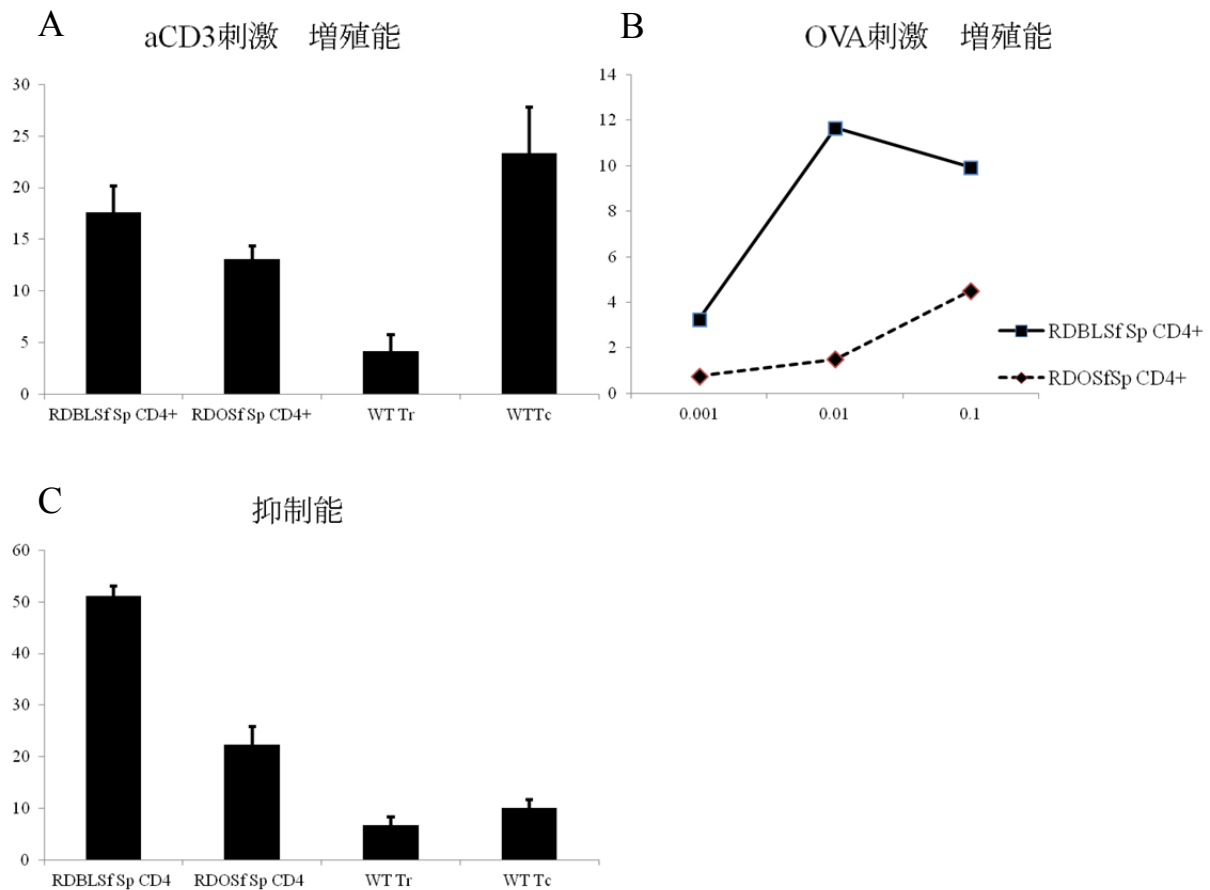 A
aCD3刺激　増殖能
30
25
20
15
10
5
0
RDBLSf Sp CD4+ RDOSf Sp CD4+ WT Tr WTTc
B
OVA刺激　増殖能
14
12
10
8
6
4
2
0
0.001 0.01 0.1
RDBLSf Sp CD4+
RDOSfSp CD4+
C
抑制能
60
50
40
30
20
10
0
RDBLSf Sp CD4 RDOSf Sp CD4 WT Tr WT Tc